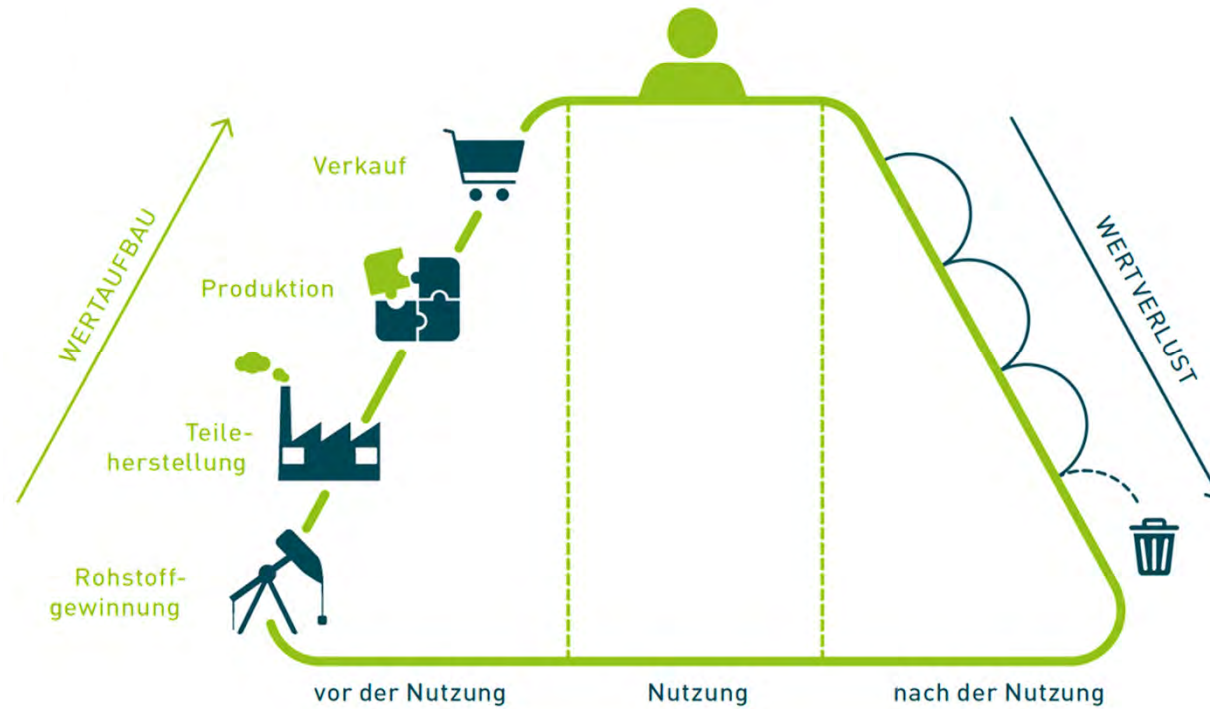 Verkauf
WERTAUFBAU
Produktion
Teile-
herstellung
Rohstoff-
gewinnung
WERTVERLUST
vor der Nutzung
Nutzung
nach der Nutzung